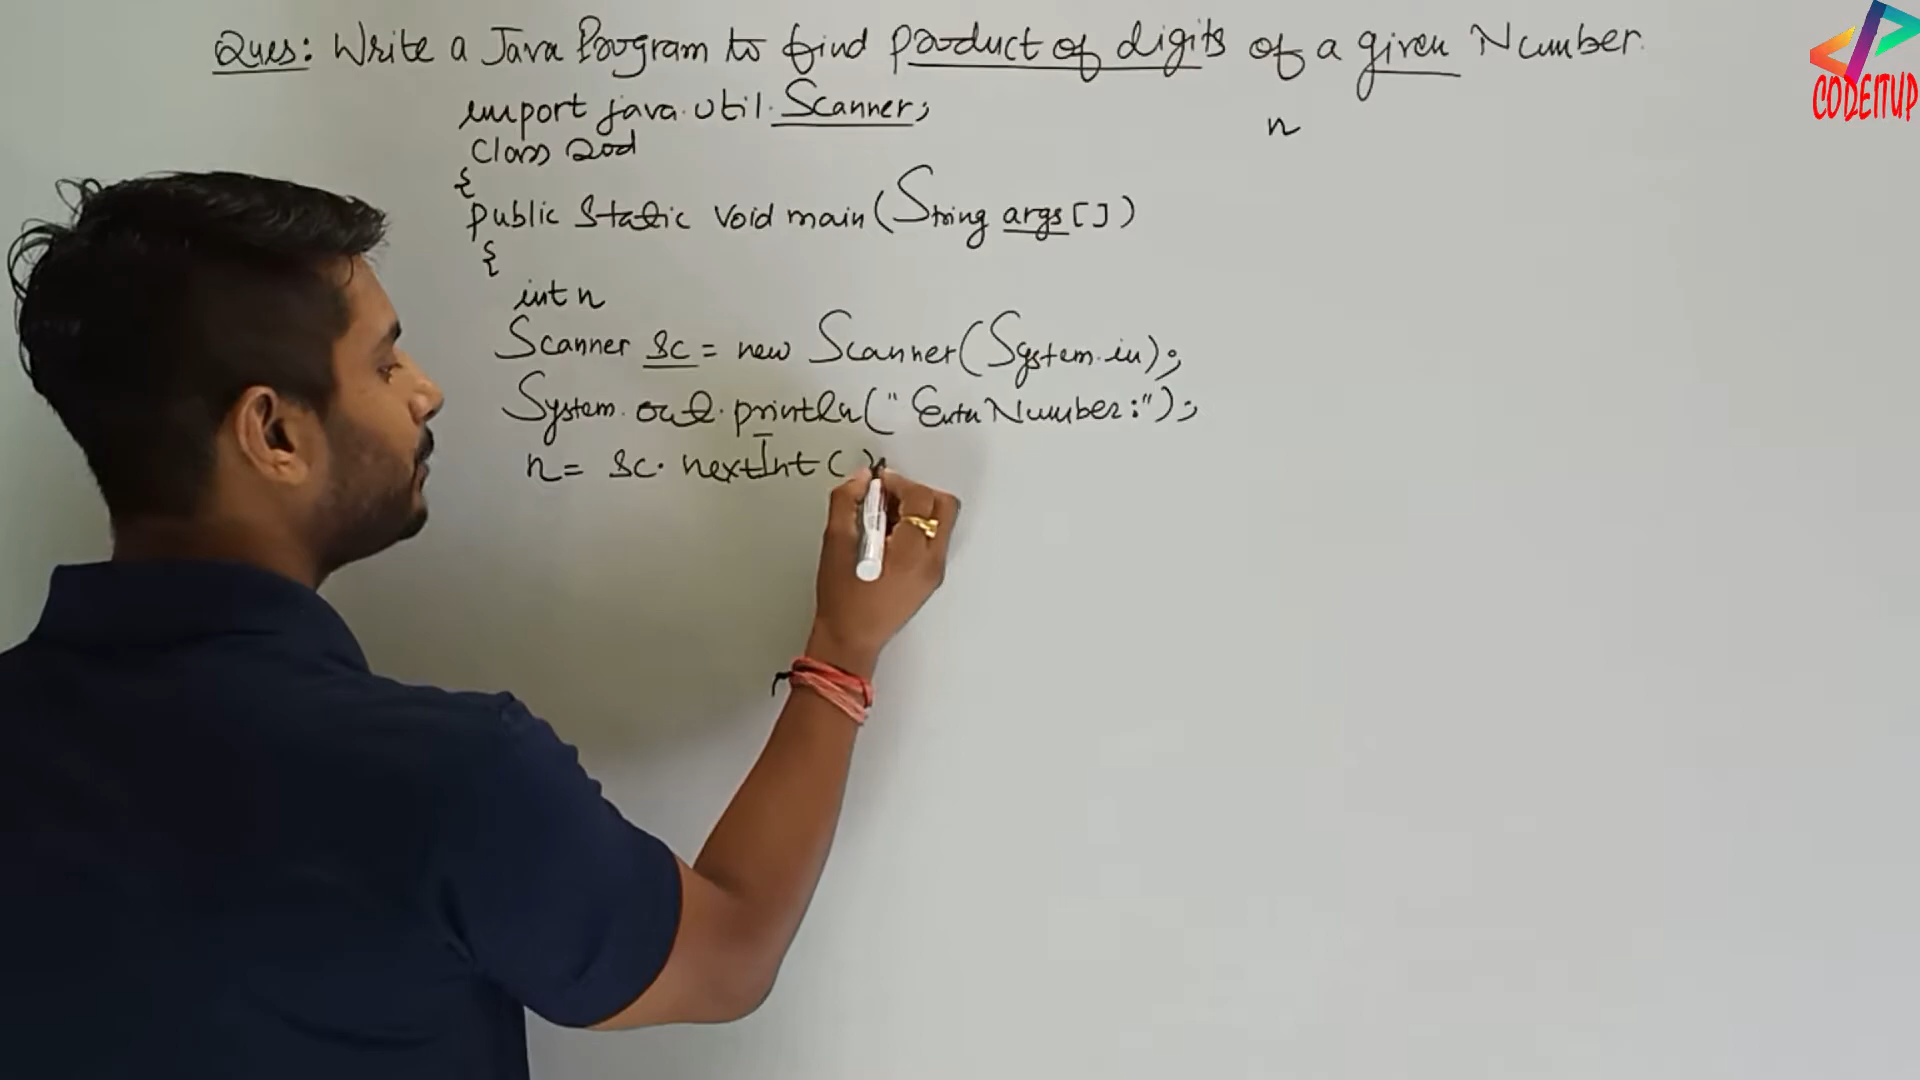 Ques: Write a Java Program to find product of digits of a given Number.
import java.util.Scanner;
n
Class Pod
{
public static void main(String args[])
{
int n
Scanner sc = new Scanner(System.in);
System.out.println("Enter Number:");
n = sc.nextInt()
</>
CODEITUP